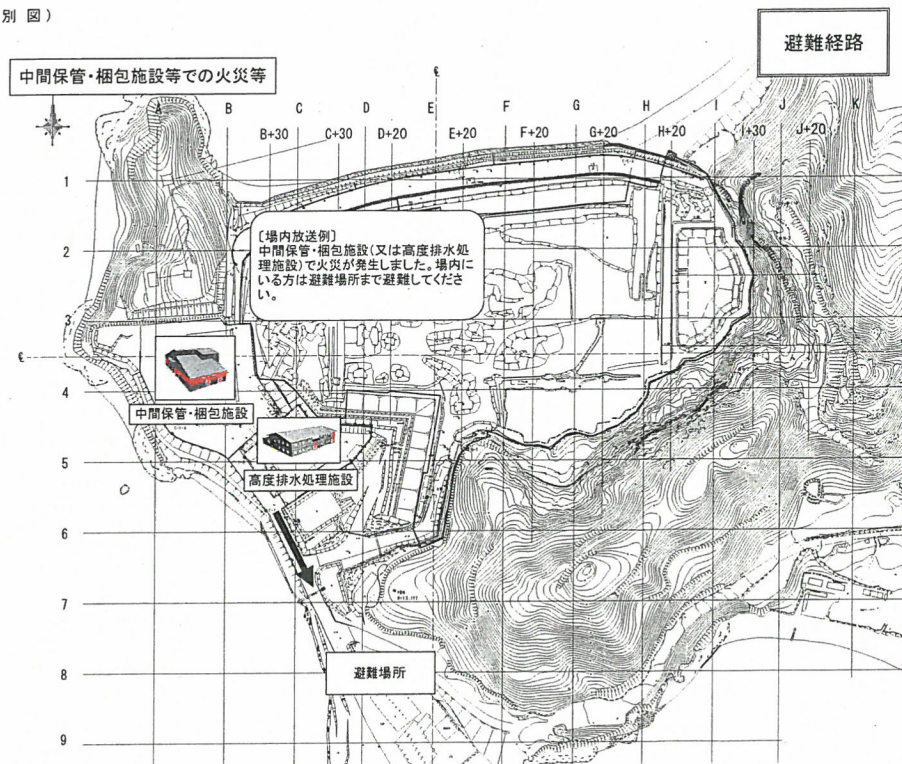 別 図）
避難経路
中間保管・梱包施設等での火災等
℄
A B C D E F G H I J K
B+30 C+30 D+20 E+20 F+20 G+20 H+20 I+30 J+20
1
〔場内放送例〕
中間保管・梱包施設(又は高度排水処
理施設)で火災が発生しました。場内に
いる方は避難場所まで避難してくださ
い。
2
3
℄
4
中間保管・梱包施設
5
高度排水処理施設
6
7
避難場所
8
9